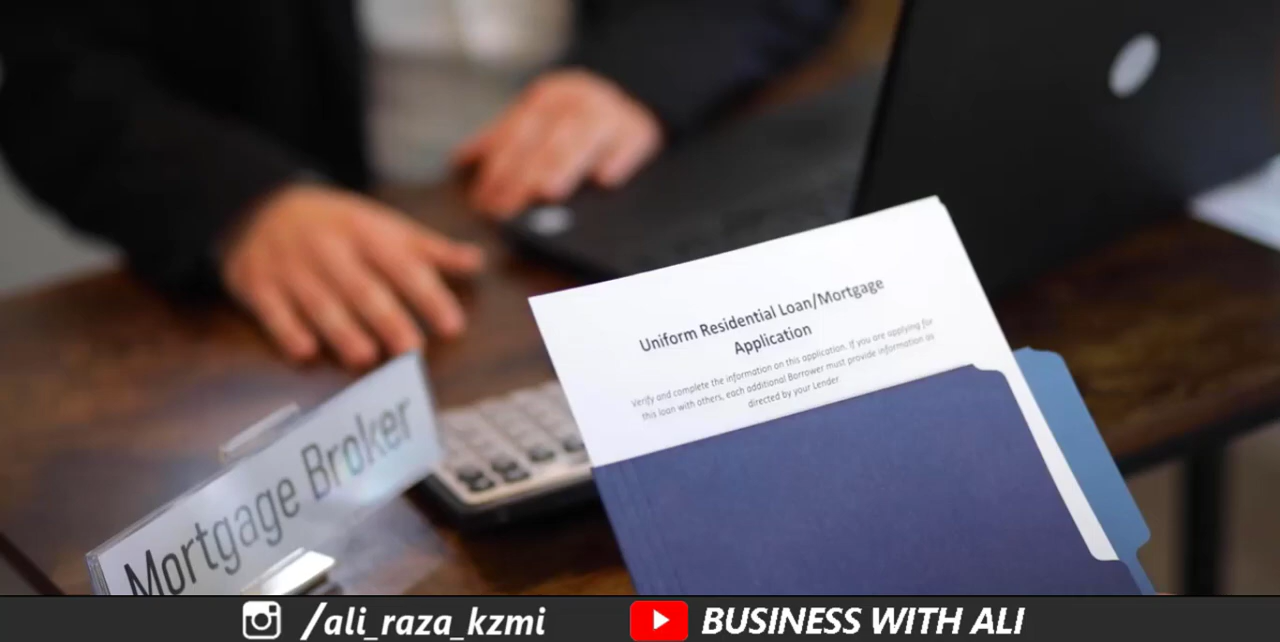 Uniform Residential Loan/Mortgage
Application
Verify and complete the information on this application. If you are applying for
this loan with others, each additional Borrower must provide information as
directed by your Lender
Mortgage Broker
/ali_raza_kzmi
BUSINESS WITH ALI